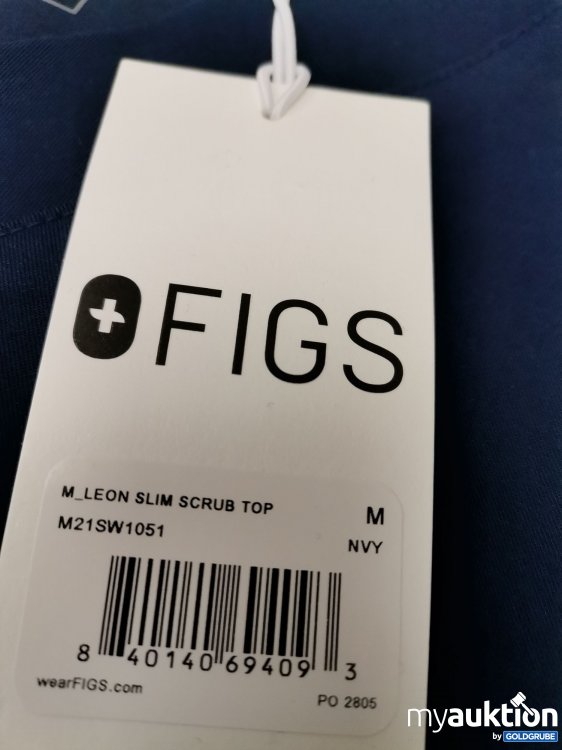 FIGS
M_LEON SLIM SCRUB TOP M
M21SW1051
NVY
8 40140 69409 3
wearFIGS.com
PO 2805
myauktion
by GOLDGRUBE